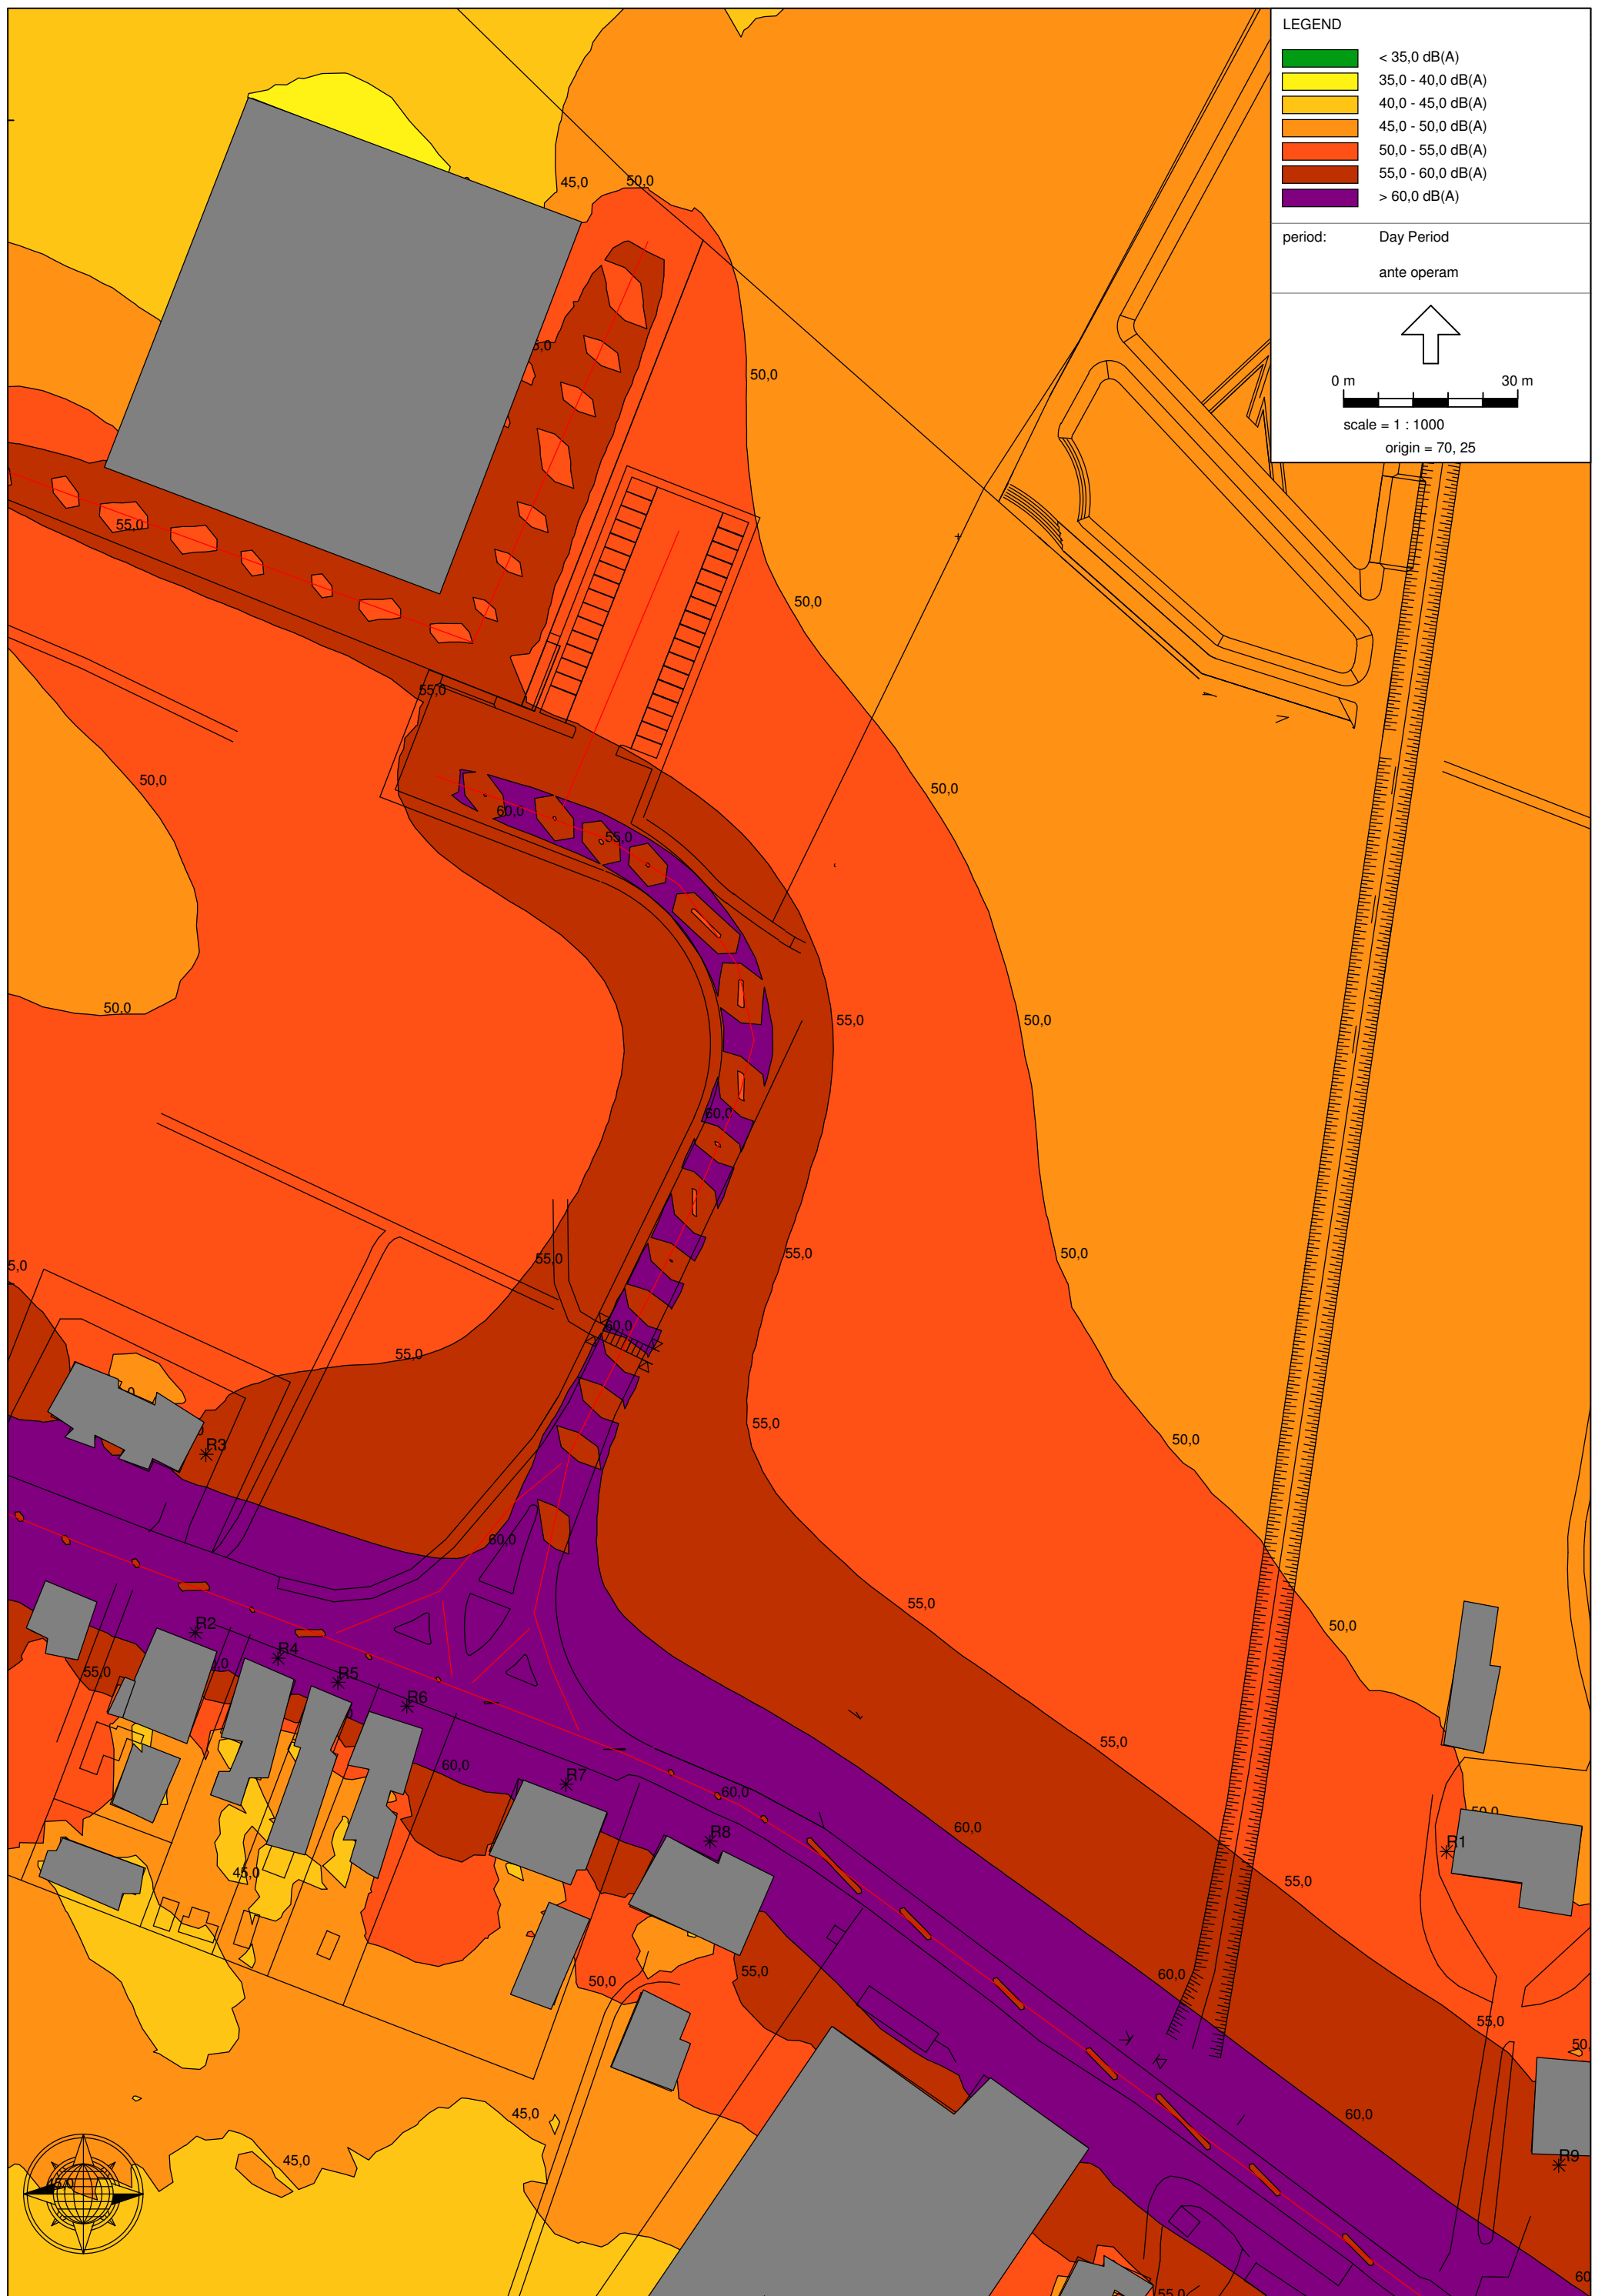 LEGEND
< 35,0 dB(A)
35,0 - 40,0 dB(A)
40,0 - 45,0 dB(A)
45,0 - 50,0 dB(A)
50,0 - 55,0 dB(A)
55,0 - 60,0 dB(A)
> 60,0 dB(A)
period: Day Period
ante operam
0 m 30 m
scale = 1 : 1000
origin = 70, 25
45,0
50,0
50,0
55,0
50,0
55,0
50,0
50,0
60,0
55,0
50,0
55,0
50,0
60,0
55,0
50,0
55,0
60,0
55,0
55,0
50,0
R3
60,0
55,0
50,0
R2
R4
55,0
R5
R6
55,0
60,0
R7
60,0
60,0
R8
R1
45,0
55,0
50,0
55,0
60,0
55,0
45,0
60,0
45,0
R9
45,0